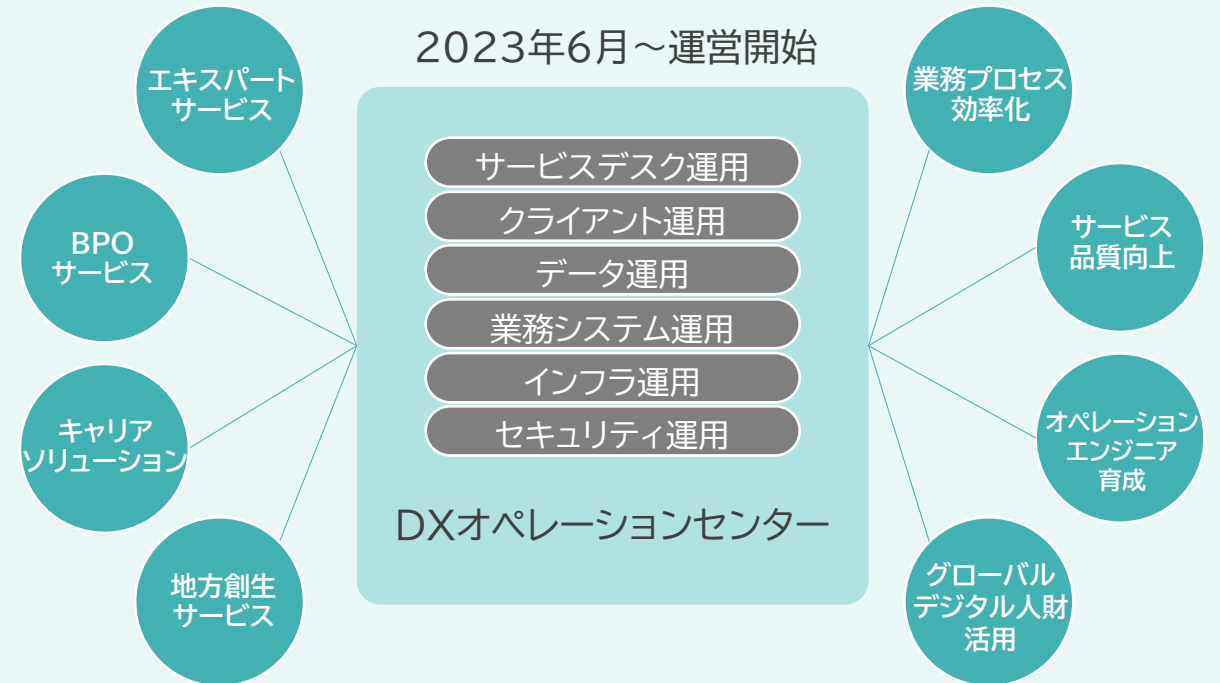 2023年6月～運営開始
エキスパート
サービス
BPO
サービス
キャリア
ソリューション
地方創生
サービス
サービスデスク運用
クライアント運用
データ運用
業務システム運用
インフラ運用
セキュリティ運用
DXオペレーションセンター
業務プロセス
効率化
サービス
品質向上
オペレーション
エンジニア
育成
グローバル
デジタル人財
活用